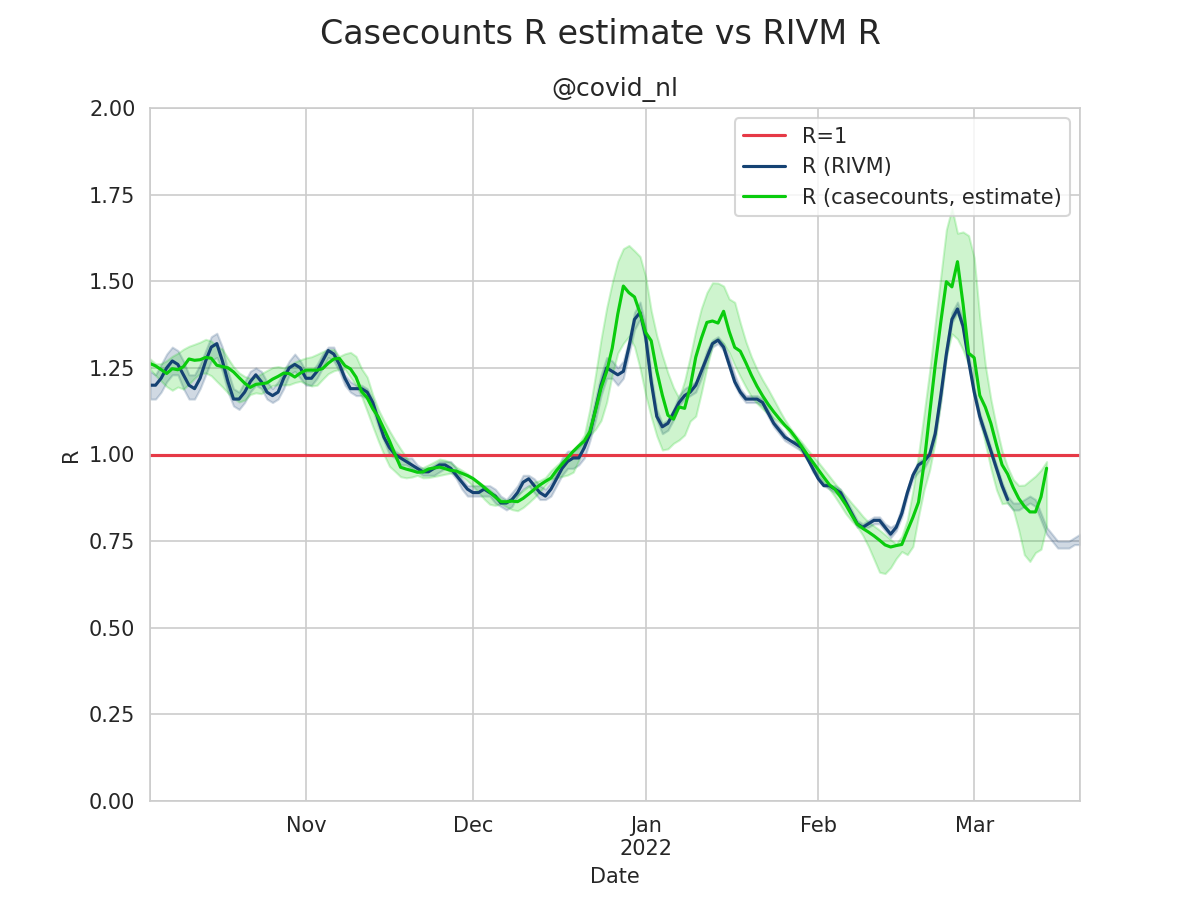 Casecounts R estimate vs RIVM R
@covid_nl
R=1
R (RIVM)
R (casecounts, estimate)
2.00
1.75
1.50
1.25
1.00
0.75
0.50
0.25
0.00
R
Nov
Dec
Jan
2022
Feb
Mar
Date